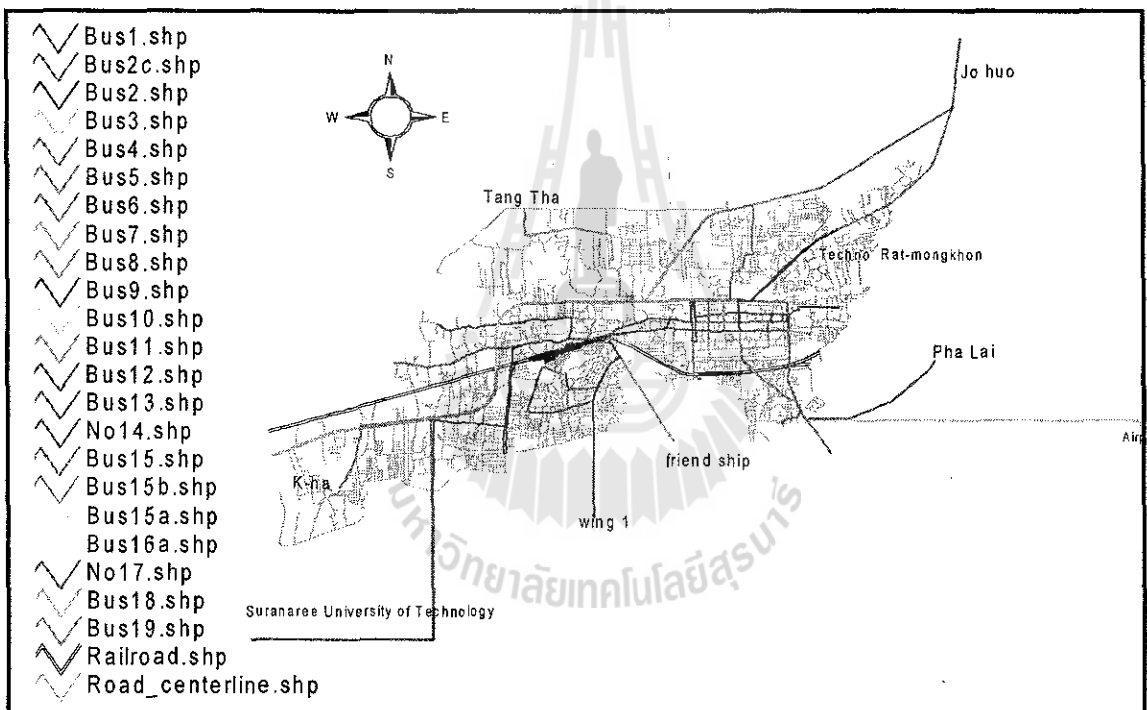 Bus1.shp
Bus2c.shp
Bus2.shp
Bus3.shp
Bus4.shp
Bus5.shp
Bus6.shp
Bus7.shp
Bus8.shp
Bus9.shp
Bus10.shp
Bus11.shp
Bus12.shp
Bus13.shp
No14.shp
Bus15.shp
Bus15b.shp
Bus15a.shp
Bus16a.shp
No17.shp
Bus18.shp
Bus19.shp
Railroad.shp
Road_centerline.shp
N
W E
S
Jo huo
Tang Tha
Techno Rat-mongkhon
Pha Lai
Air
friend ship
K-ha
wing 1
Suranaree University of Technology
มหาวิทยาลัยเทคโนโลยีสุรนารี